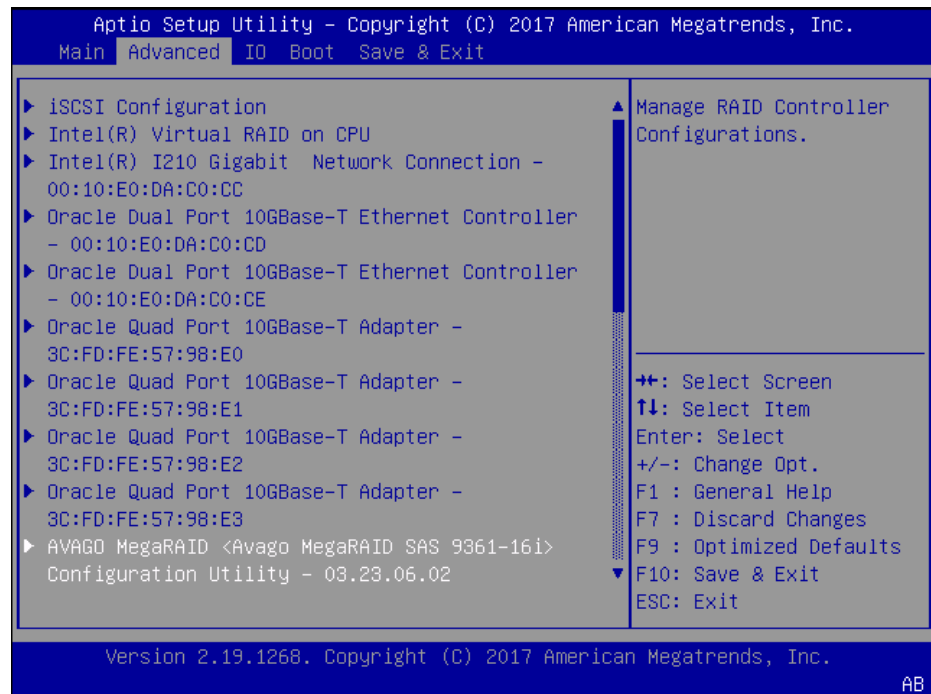 Aptio Setup Utility – Copyright (C) 2017 American Megatrends, Inc.
Main Advanced IO Boot Save & Exit
▶ iSCSI Configuration
▶ Intel(R) Virtual RAID on CPU
▶ Intel(R) I210 Gigabit  Network Connection –
00:10:E0:DA:C0:CC
▶ Oracle Dual Port 10GBase-T Ethernet Controller
– 00:10:E0:DA:C0:CD
▶ Oracle Dual Port 10GBase-T Ethernet Controller
– 00:10:E0:DA:C0:CE
▶ Oracle Quad Port 10GBase-T Adapter –
3C:FD:FE:57:98:E0
▶ Oracle Quad Port 10GBase-T Adapter –
3C:FD:FE:57:98:E1
▶ Oracle Quad Port 10GBase-T Adapter –
3C:FD:FE:57:98:E2
▶ Oracle Quad Port 10GBase-T Adapter –
3C:FD:FE:57:98:E3
▶ AVAGO MegaRAID <Avago MegaRAID SAS 9361-16i>
Configuration Utility – 03.23.06.02
Manage RAID Controller
Configurations.
→←: Select Screen
↑↓: Select Item
Enter: Select
+/-: Change Opt.
F1 : General Help
F7 : Discard Changes
F9 : Optimized Defaults
F10: Save & Exit
ESC: Exit
Version 2.19.1268. Copyright (C) 2017 American Megatrends, Inc.
AB